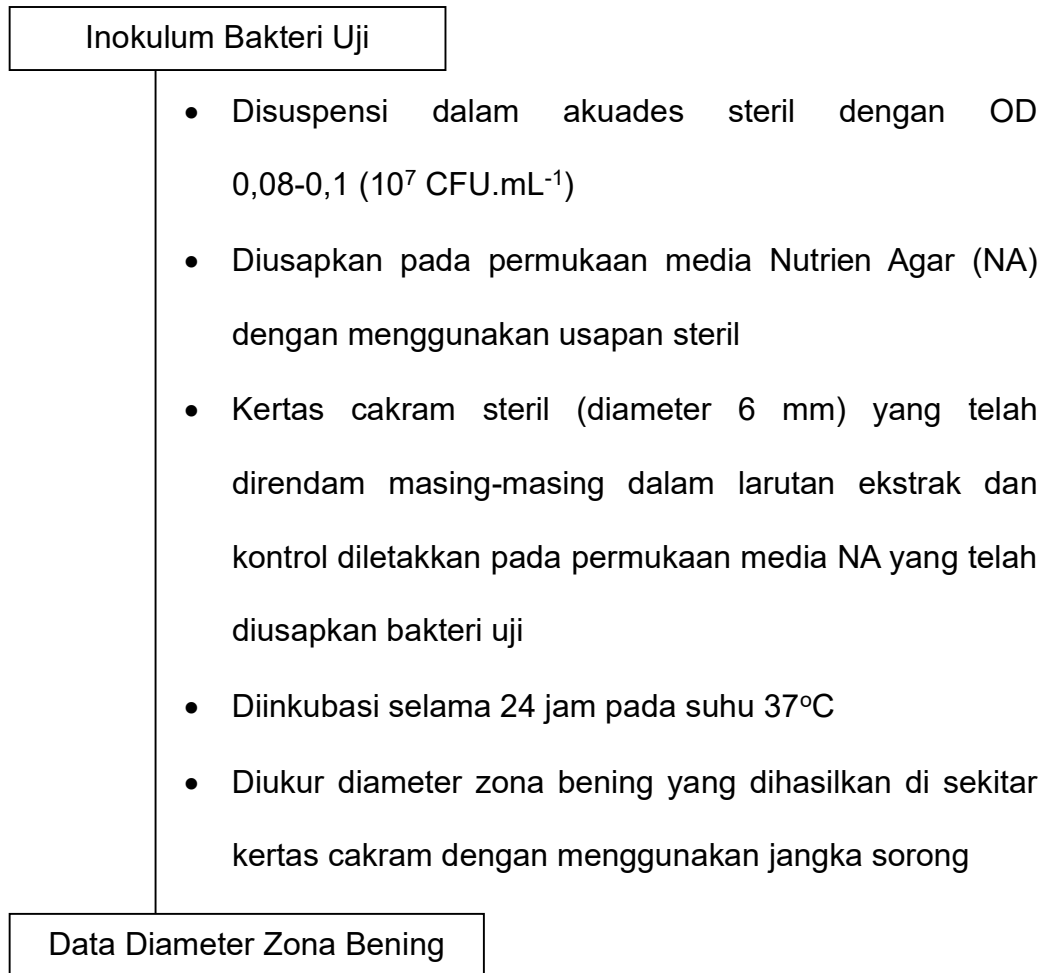 Inokulum Bakteri Uji
• Disuspensi dalam akuades steril dengan OD
0,08-0,1 (10⁷ CFU.mL⁻¹)
• Diusapkan pada permukaan media Nutrien Agar (NA)
dengan menggunakan usapan steril
• Kertas cakram steril (diameter 6 mm) yang telah
direndam masing-masing dalam larutan ekstrak dan
kontrol diletakkan pada permukaan media NA yang telah
diusapkan bakteri uji
• Diinkubasi selama 24 jam pada suhu 37ᵒC
• Diukur diameter zona bening yang dihasilkan di sekitar
kertas cakram dengan menggunakan jangka sorong
Data Diameter Zona Bening